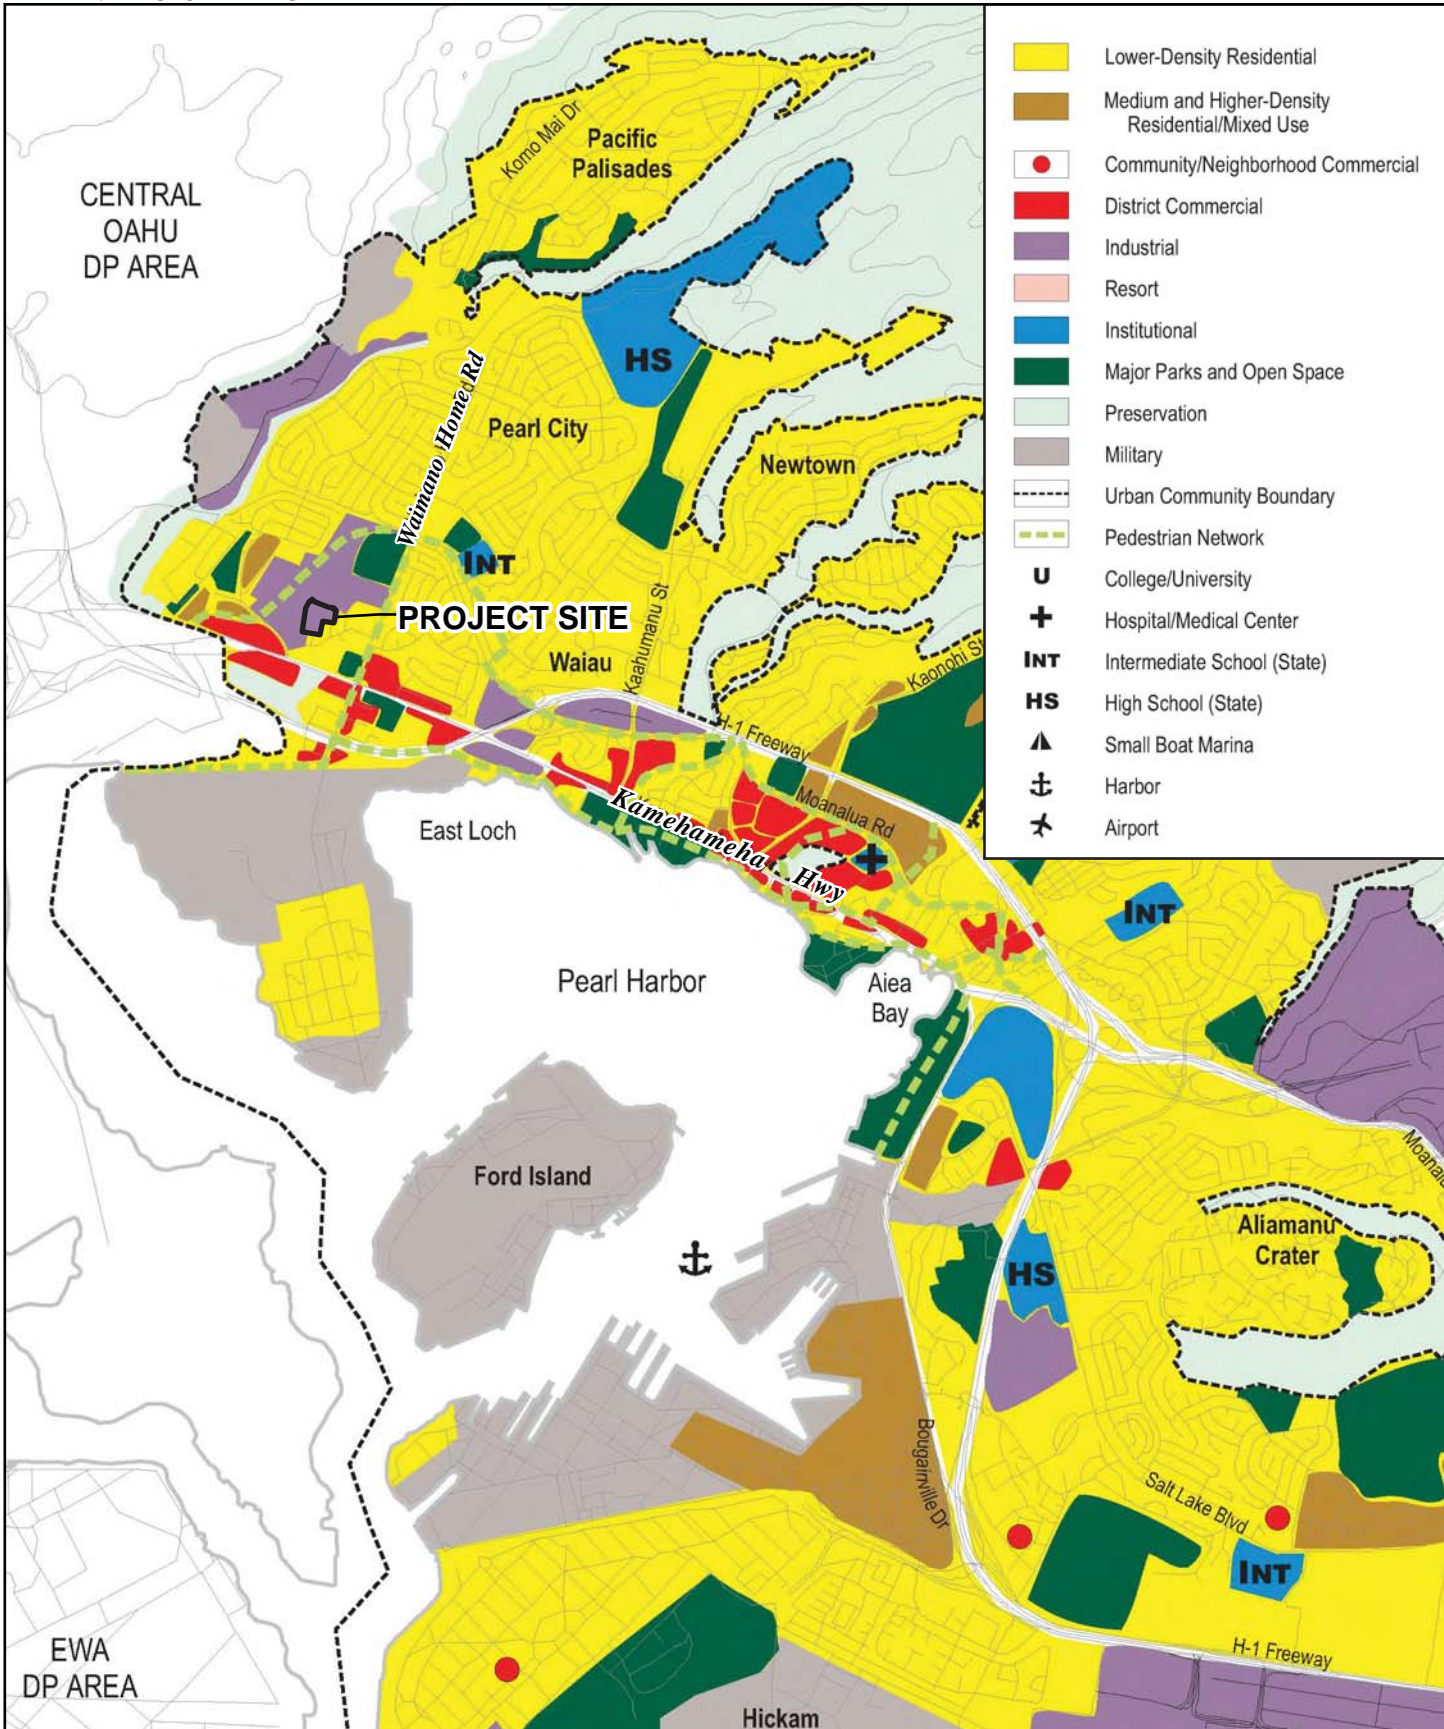 Lower-Density Residential
Medium and Higher-Density
Residential/Mixed Use
Community/Neighborhood Commercial
District Commercial
Industrial
Resort
Institutional
Major Parks and Open Space
Preservation
Military
Urban Community Boundary
Pedestrian Network
U College/University
Hospital/Medical Center
INT Intermediate School (State)
HS High School (State)
Small Boat Marina
Harbor
Airport
Komo Mai Dr
Pacific
Palisades
CENTRAL
OAHU
DP AREA
HS
Waimano Home Rd
Pearl City
Newtown
INT
PROJECT SITE
Waiau
Kaahumanu St
Kaonohi St
H-1 Freeway
Moanalua Rd
East Loch
Kamehameha
Hwy
INT
Pearl Harbor
Aiea
Bay
Ford Island
Aliamanu
Crater
HS
Bougainville Dr
Salt Lake Blvd
INT
EWA
DP AREA
H-1 Freeway
Hickam